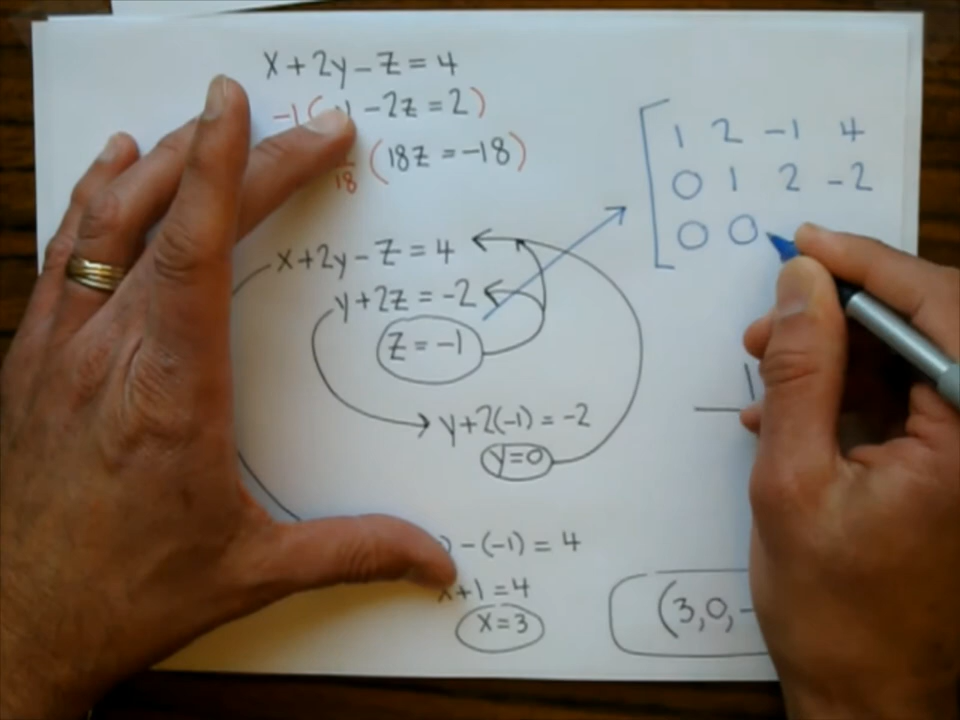 x+2y-z=4
-1( -2z=2)
18 (18z=-18)
x+2y-z=4
y+2z=-2
z=-1
y+2(-1)=-2
y=0
-(-1)=4
x+1=4
x=3
1 2 -1 4
0 1 2 -2
0 0
1
(3,0,-